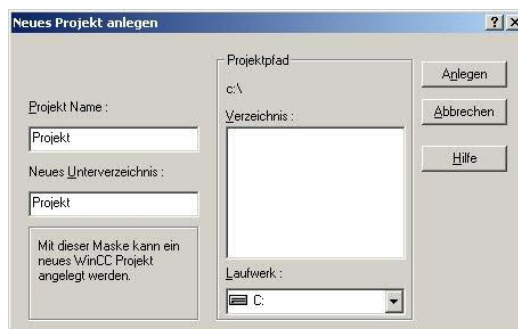 Neues Projekt anlegen
Projekt Name :
Projekt
Neues Unterverzeichnis :
Projekt
Mit dieser Maske kann ein
neues WinCC Projekt
angelegt werden.
Projektpfad
c:\
Verzeichnis :
Laufwerk :
C:
Anlegen
Abbrechen
Hilfe